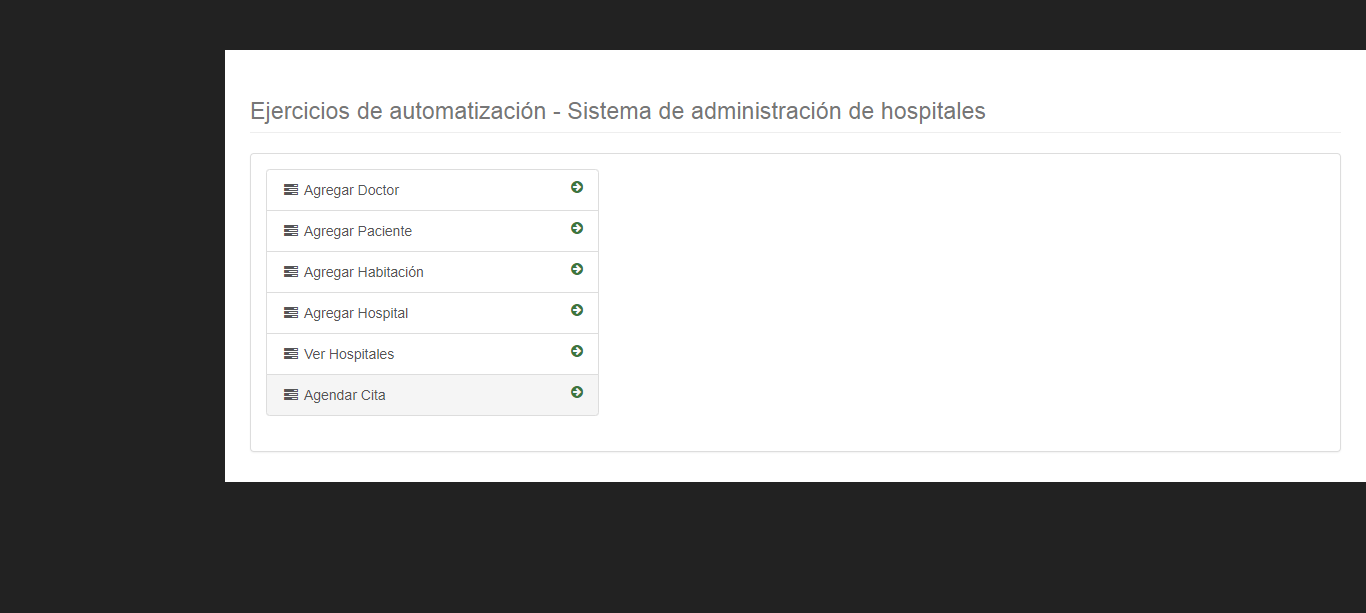 Ejercicios de automatización - Sistema de administración de hospitales
Agregar Doctor
Agregar Paciente
Agregar Habitación
Agregar Hospital
Ver Hospitales
Agendar Cita